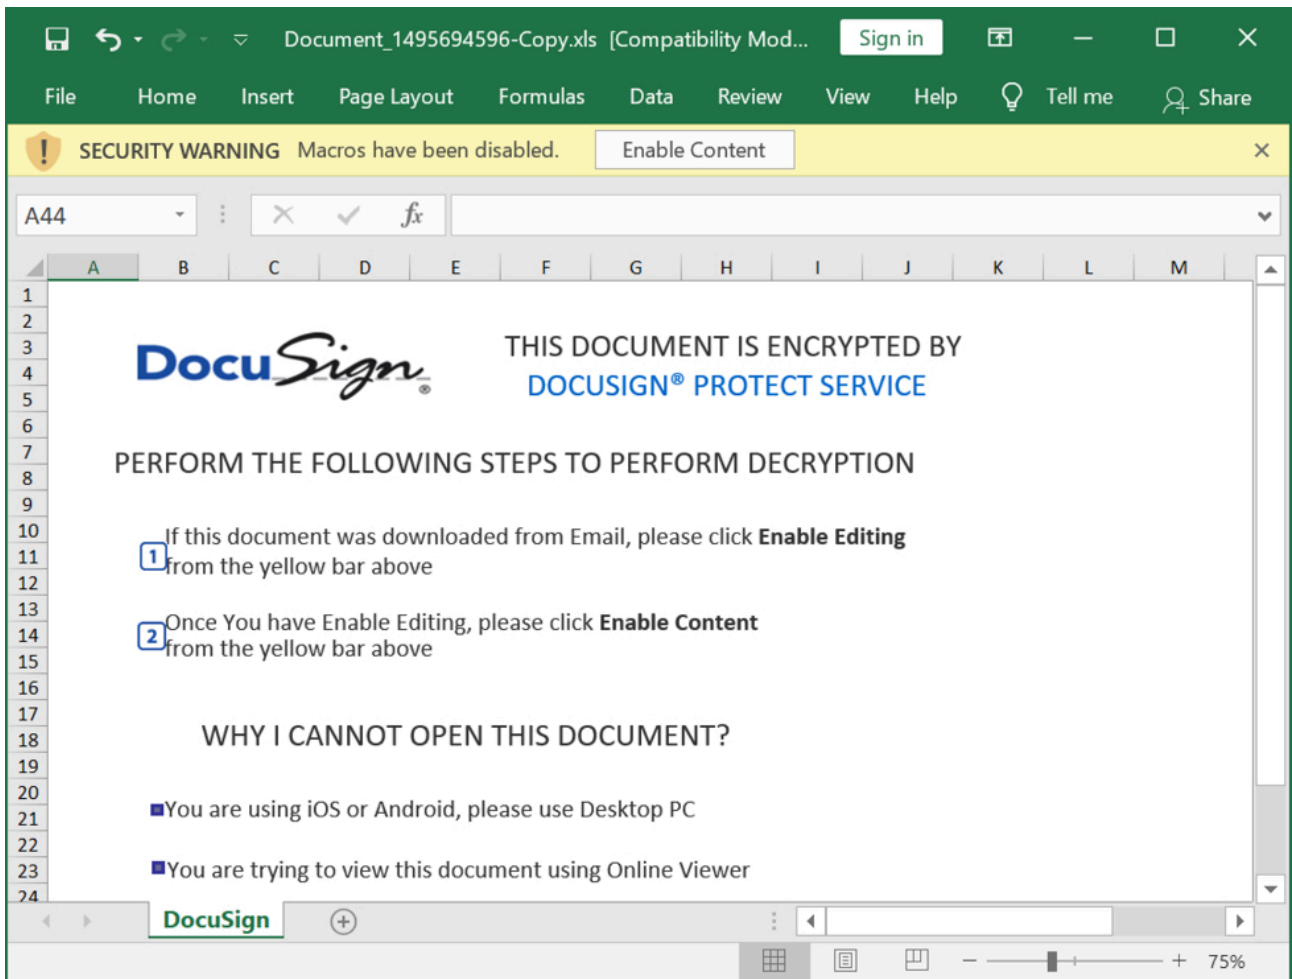 Document_1495694596-Copy.xls [Compatibility Mod... Sign in
File Home Insert Page Layout Formulas Data Review View Help Tell me Share
! SECURITY WARNING Macros have been disabled. Enable Content
A44 fx
A B C D E F G H I J K L M
1
2
3
4
5
6
7
8
9
10
11
12
13
14
15
16
17
18
19
20
21
22
23
24
DocuSign®
THIS DOCUMENT IS ENCRYPTED BY
DOCUSIGN® PROTECT SERVICE
PERFORM THE FOLLOWING STEPS TO PERFORM DECRYPTION
1 If this document was downloaded from Email, please click Enable Editing
from the yellow bar above
2 Once You have Enable Editing, please click Enable Content
from the yellow bar above
WHY I CANNOT OPEN THIS DOCUMENT?
You are using iOS or Android, please use Desktop PC
You are trying to view this document using Online Viewer
DocuSign
75%